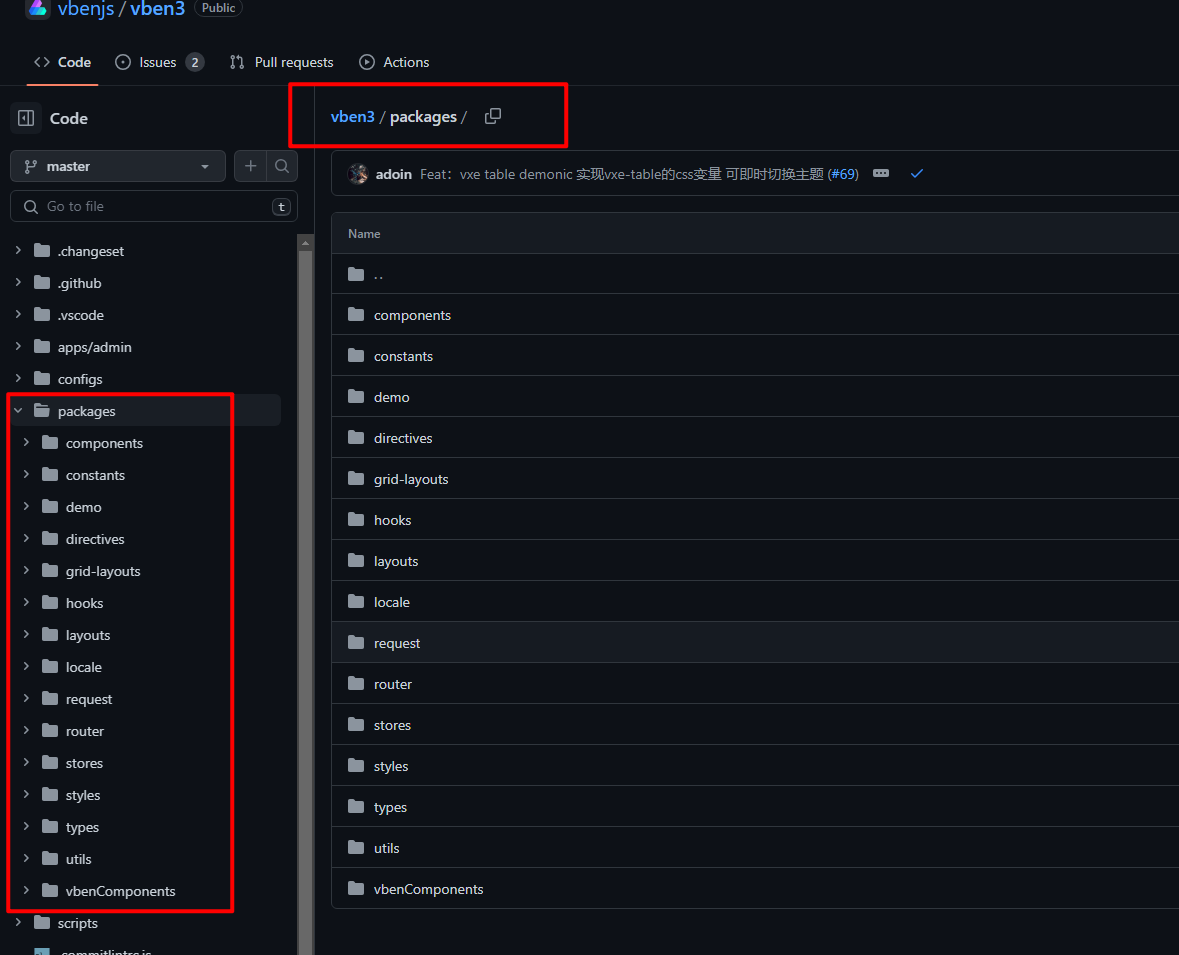 vbenjs / vben3 Public
Code Issues 2 Pull requests Actions
Code
master
Go to file t
.changeset
.github
.vscode
apps/admin
configs
packages
components
constants
demo
directives
grid-layouts
hooks
layouts
locale
request
router
stores
styles
types
utils
vbenComponents
scripts
.commitlintrc.js
vben3 / packages /
adoin Feat：vxe table demonic 实现vxe-table的css变量 可即时切换主题 (#69)
Name
..
components
constants
demo
directives
grid-layouts
hooks
layouts
locale
request
router
stores
styles
types
utils
vbenComponents